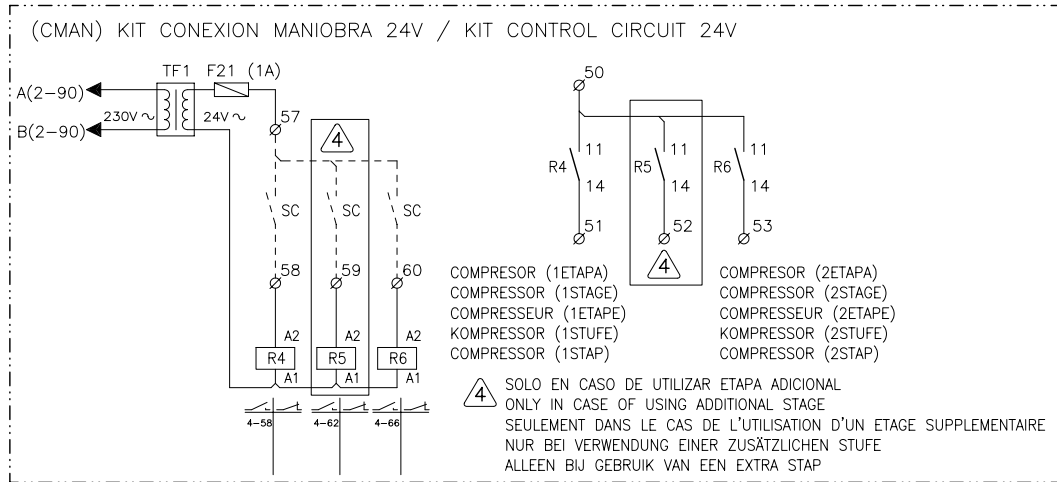 (CMAN) KIT CONEXION MANIOBRA 24V / KIT CONTROL CIRCUIT 24V
TF1 F21 (1A)
A(2-90)
B(2-90)
230V ~ 24V ~
57
4
SC SC SC
58 59 60
A2 A2 A2
R4 R5 R6
A1 A1 A1
4-58 4-62 4-66
50
11 11 11
R4 R5 R6
14 14 14
51 52 53
4
COMPRESOR (1ETAPA)
COMPRESSOR (1STAGE)
COMPRESSEUR (1ETAPE)
KOMPRESSOR (1STUFE)
COMPRESSOR (1STAP)
COMPRESOR (2ETAPA)
COMPRESSOR (2STAGE)
COMPRESSEUR (2ETAPE)
KOMPRESSOR (2STUFE)
COMPRESSOR (2STAP)
4 SOLO EN CASO DE UTILIZAR ETAPA ADICIONAL
ONLY IN CASE OF USING ADDITIONAL STAGE
SEULEMENT DANS LE CAS DE L'UTILISATION D'UN ETAGE SUPPLEMENTAIRE
NUR BEI VERWENDUNG EINER ZUSÄTZLICHEN STUFE
ALLEEN BIJ GEBRUIK VAN EEN EXTRA STAP